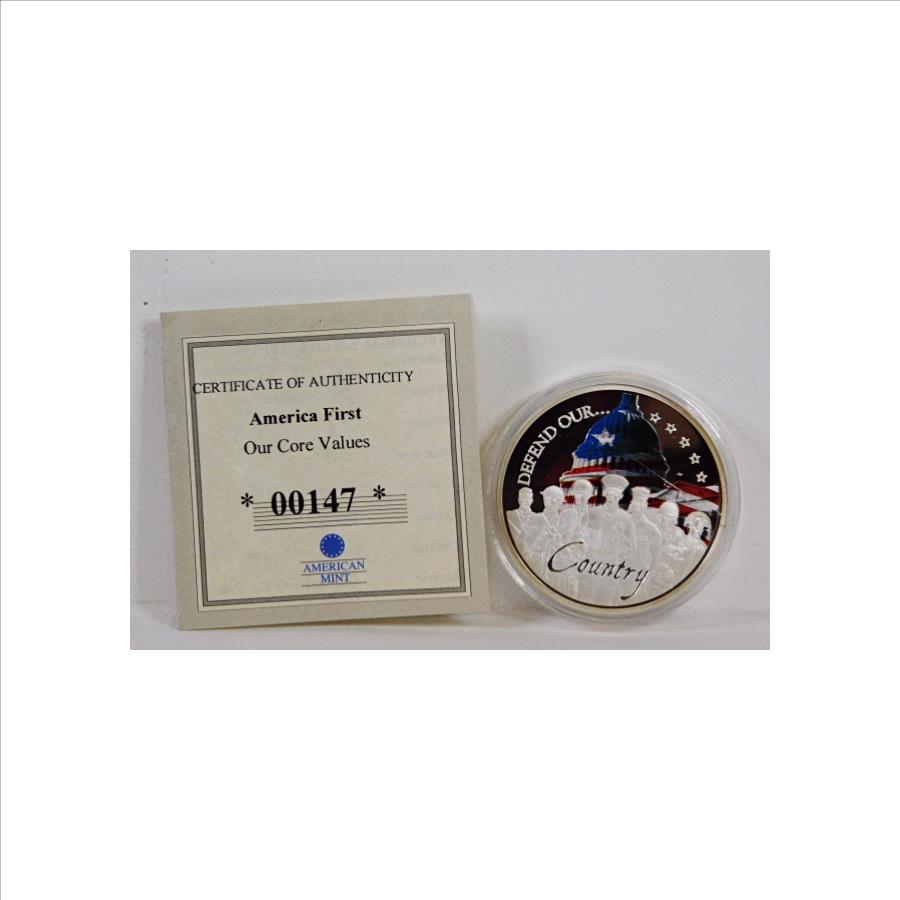 CERTIFICATE OF AUTHENTICITY
America First
Our Core Values
* 00147 *
AMERICAN
MINT
DEFEND OUR...
Country